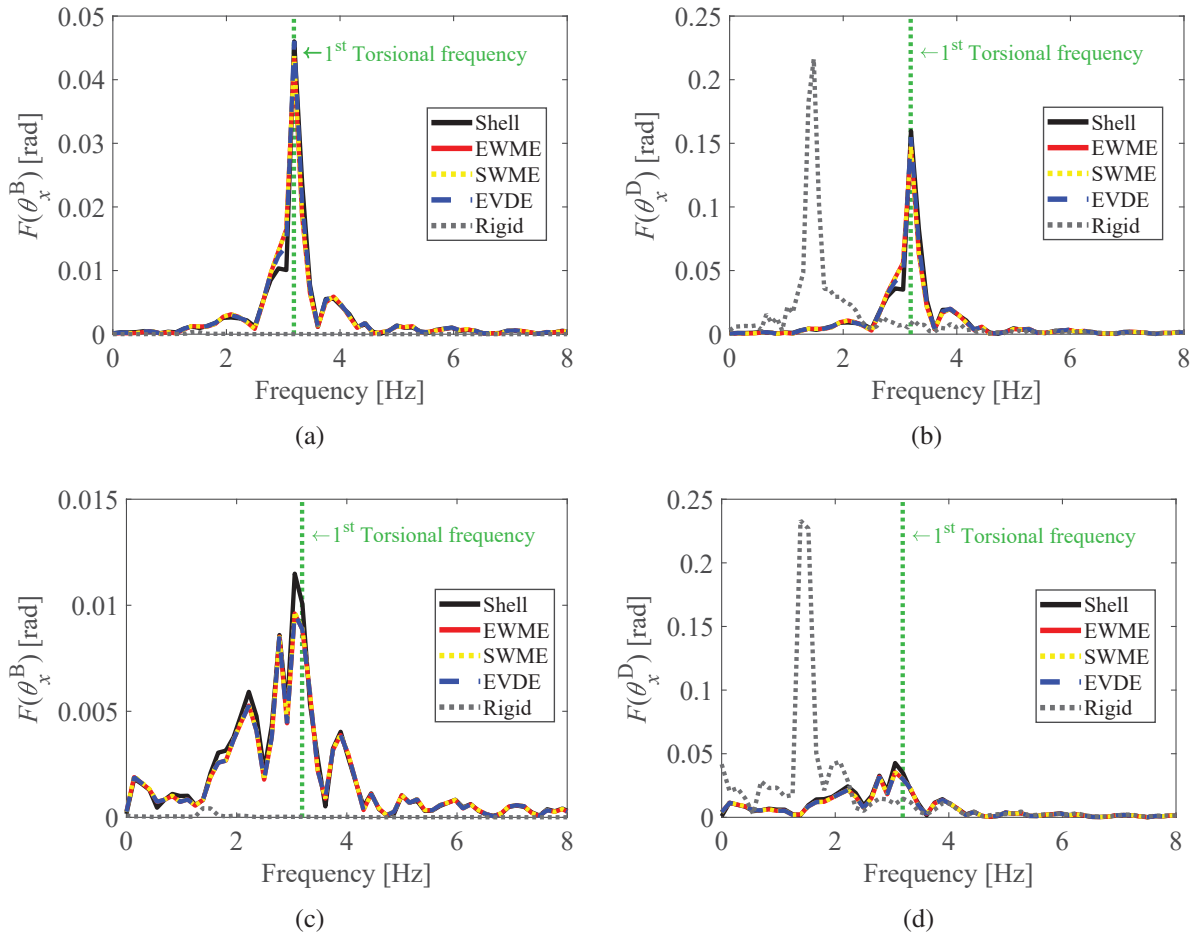 0.05
0.04
0.03
0.02
0.01
0
F(θ_x^B) [rad]
←1st Torsional frequency
Shell
EWME
SWME
EVDE
Rigid
0 2 4 6 8
Frequency [Hz]
(a)
0.25
0.2
0.15
0.1
0.05
0
F(θ_x^D) [rad]
←1st Torsional frequency
Shell
EWME
SWME
EVDE
Rigid
0 2 4 6 8
Frequency [Hz]
(b)
0.015
0.01
0.005
0
F(θ_x^B) [rad]
←1st Torsional frequency
Shell
EWME
SWME
EVDE
Rigid
0 2 4 6 8
Frequency [Hz]
(c)
0.25
0.2
0.15
0.1
0.05
0
F(θ_x^D) [rad]
←1st Torsional frequency
Shell
EWME
SWME
EVDE
Rigid
0 2 4 6 8
Frequency [Hz]
(d)